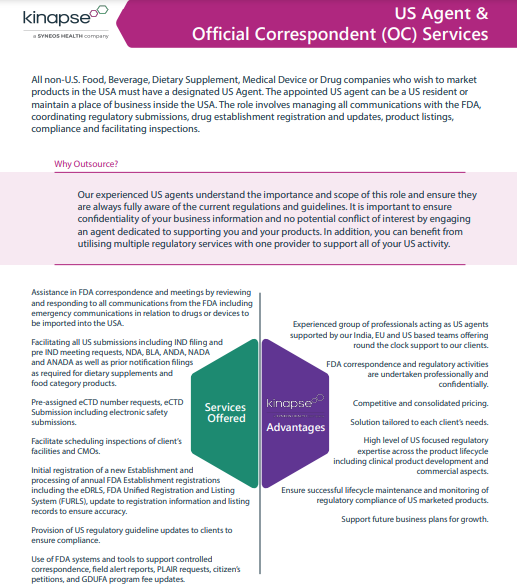 kinapse
a SYNEOS HEALTH company
US Agent &
Official Correspondent (OC) Services
All non-U.S. Food, Beverage, Dietary Supplement, Medical Device or Drug companies who wish to market
products in the USA must have a designated US Agent. The appointed US agent can be a US resident or
maintain a place of business inside the USA. The role involves managing all communications with the FDA,
coordinating regulatory submissions, drug establishment registration and updates, product listings,
compliance and facilitating inspections.
Why Outsource?
Our experienced US agents understand the importance and scope of this role and ensure they
are always fully aware of the current regulations and guidelines. It is important to ensure
confidentiality of your business information and no potential conflict of interest by engaging
an agent dedicated to supporting you and your products. In addition, you can benefit from
utilising multiple regulatory services with one provider to support all of your US activity.
Assistance in FDA correspondence and meetings by reviewing
and responding to all communications from the FDA including
emergency communications in relation to drugs or devices to
be imported into the USA.
Facilitating all US submissions including IND filing and
pre IND meeting requests, NDA, BLA, ANDA, NADA
and ANADA as well as prior notification filings
as required for dietary supplements and
food category products.
Pre-assigned eCTD number requests, eCTD
Submission including electronic safety
submissions.
Facilitate scheduling inspections of client's
facilities and CMOs.
Initial registration of a new Establishment and
processing of annual FDA Establishment registrations
including the eDRLS, FDA Unified Registration and Listing
System (FURLS), update to registration information and listing
records to ensure accuracy.
Provision of US regulatory guideline updates to clients to
ensure compliance.
Use of FDA systems and tools to support controlled
correspondence, field alert reports, PLAIR requests, citizen's
petitions, and GDUFA program fee updates.
Services
Offered
kinapse
Advantages
Experienced group of professionals acting as US agents
supported by our India, EU and US based teams offering
round the clock support to our clients.
FDA correspondence and regulatory activities
are undertaken professionally and
confidentially.
Competitive and consolidated pricing.
Solution tailored to each client's needs.
High level of US focused regulatory
expertise across the product lifecycle
including clinical product development and
commercial aspects.
Ensure successful lifecycle maintenance and monitoring of
regulatory compliance of US marketed products.
Support future business plans for growth.